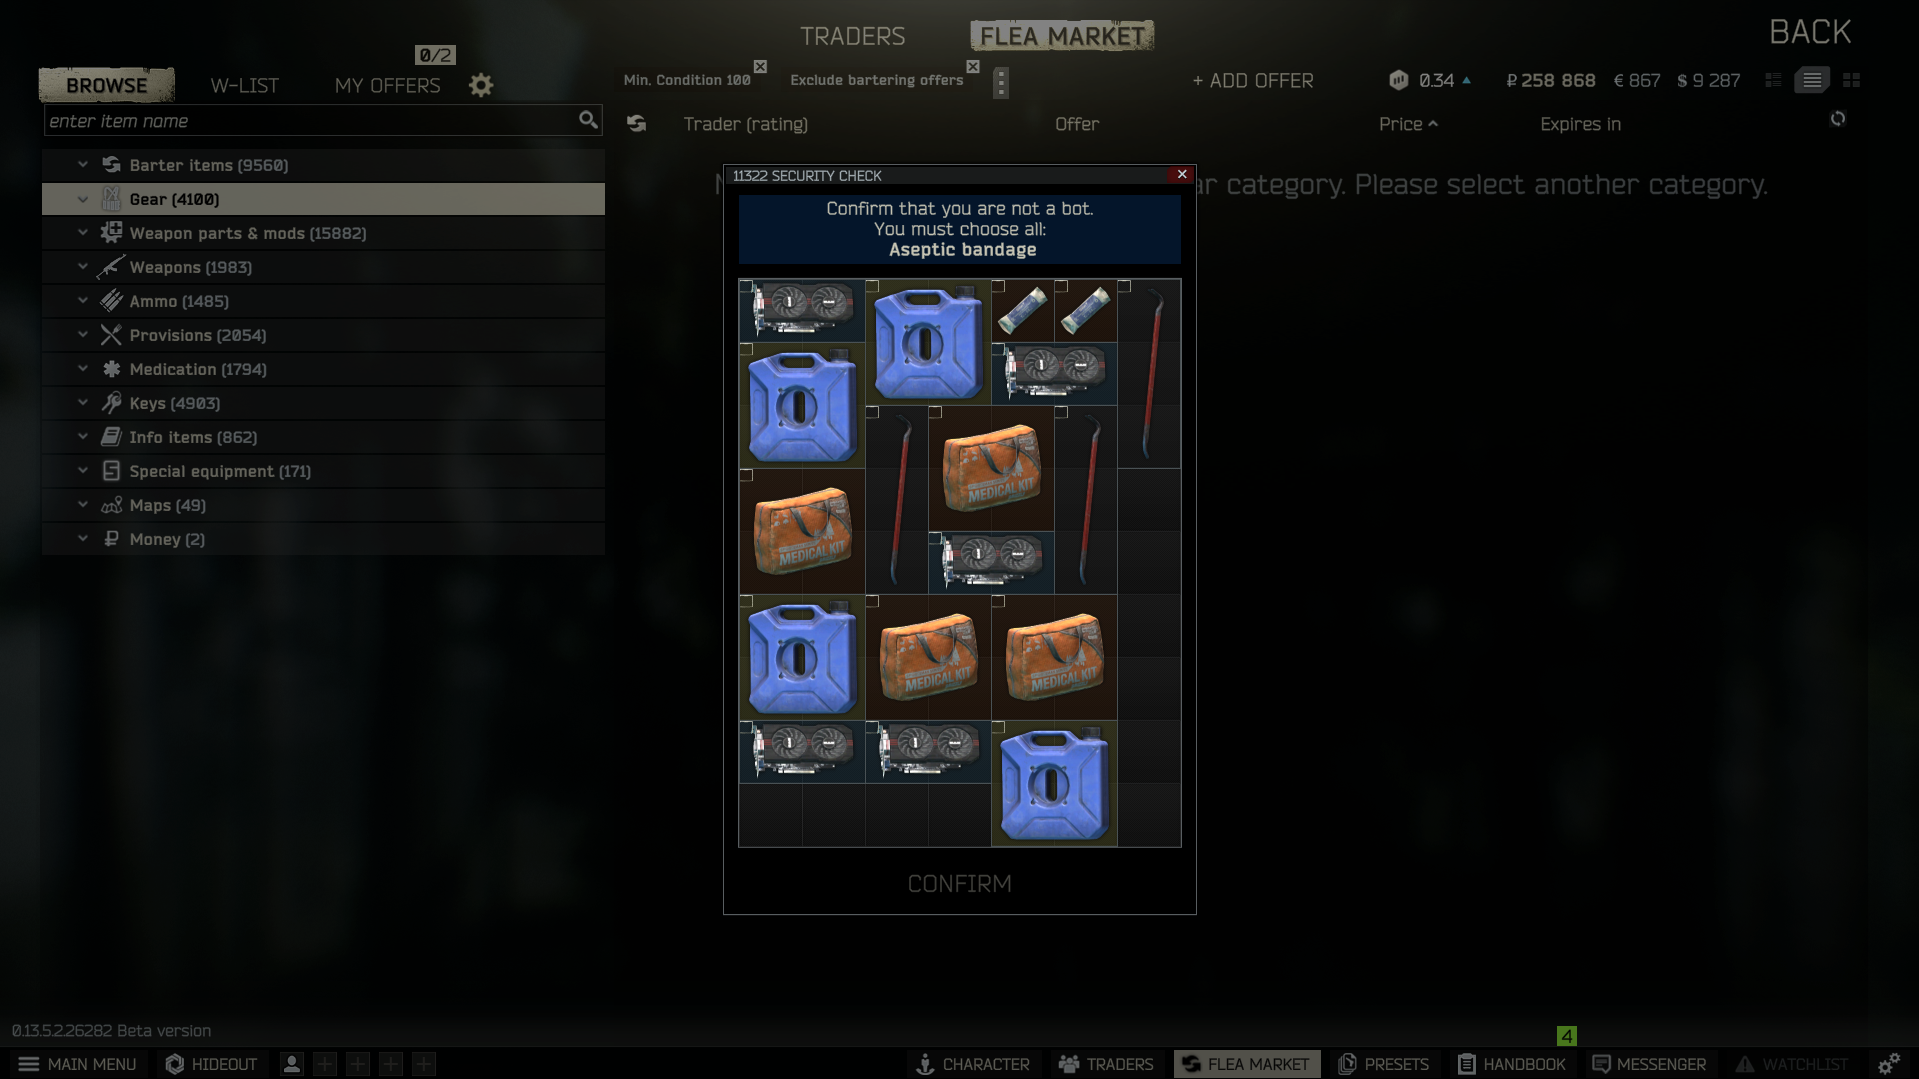 TRADERS
FLEA MARKET
BACK
0/2
BROWSE
W-LIST
MY OFFERS
Min. Condition 100
Exclude bartering offers
+ ADD OFFER
0.34
₽ 258 868
€ 867
$ 9 287
enter item name
Trader (rating)
Offer
Price
Expires in
Barter items (9560)
Gear (4100)
Weapon parts & mods (15882)
Weapons (1983)
Ammo (1485)
Provisions (2054)
Medication (1794)
Keys (4903)
Info items (862)
Special equipment (171)
Maps (49)
Money (2)
category. Please select another category.
11322 SECURITY CHECK
Confirm that you are not a bot.
You must choose all:
Aseptic bandage
MEDICAL KIT
MEDICAL KIT
MEDICAL KIT
MEDICAL KIT
CONFIRM
0.13.5.2.26282 Beta version
4
MAIN MENU
HIDEOUT
CHARACTER
TRADERS
FLEA MARKET
PRESETS
HANDBOOK
MESSENGER
WATCHLIST